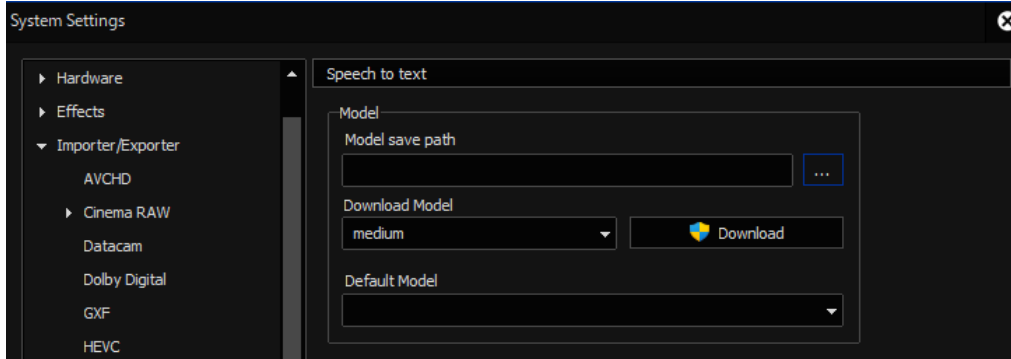 System Settings
Hardware
Effects
Importer/Exporter
AVCHD
Cinema RAW
Datacam
Dolby Digital
GXF
HEVC
Speech to text
Model
Model save path
...
Download Model
medium
Download
Default Model